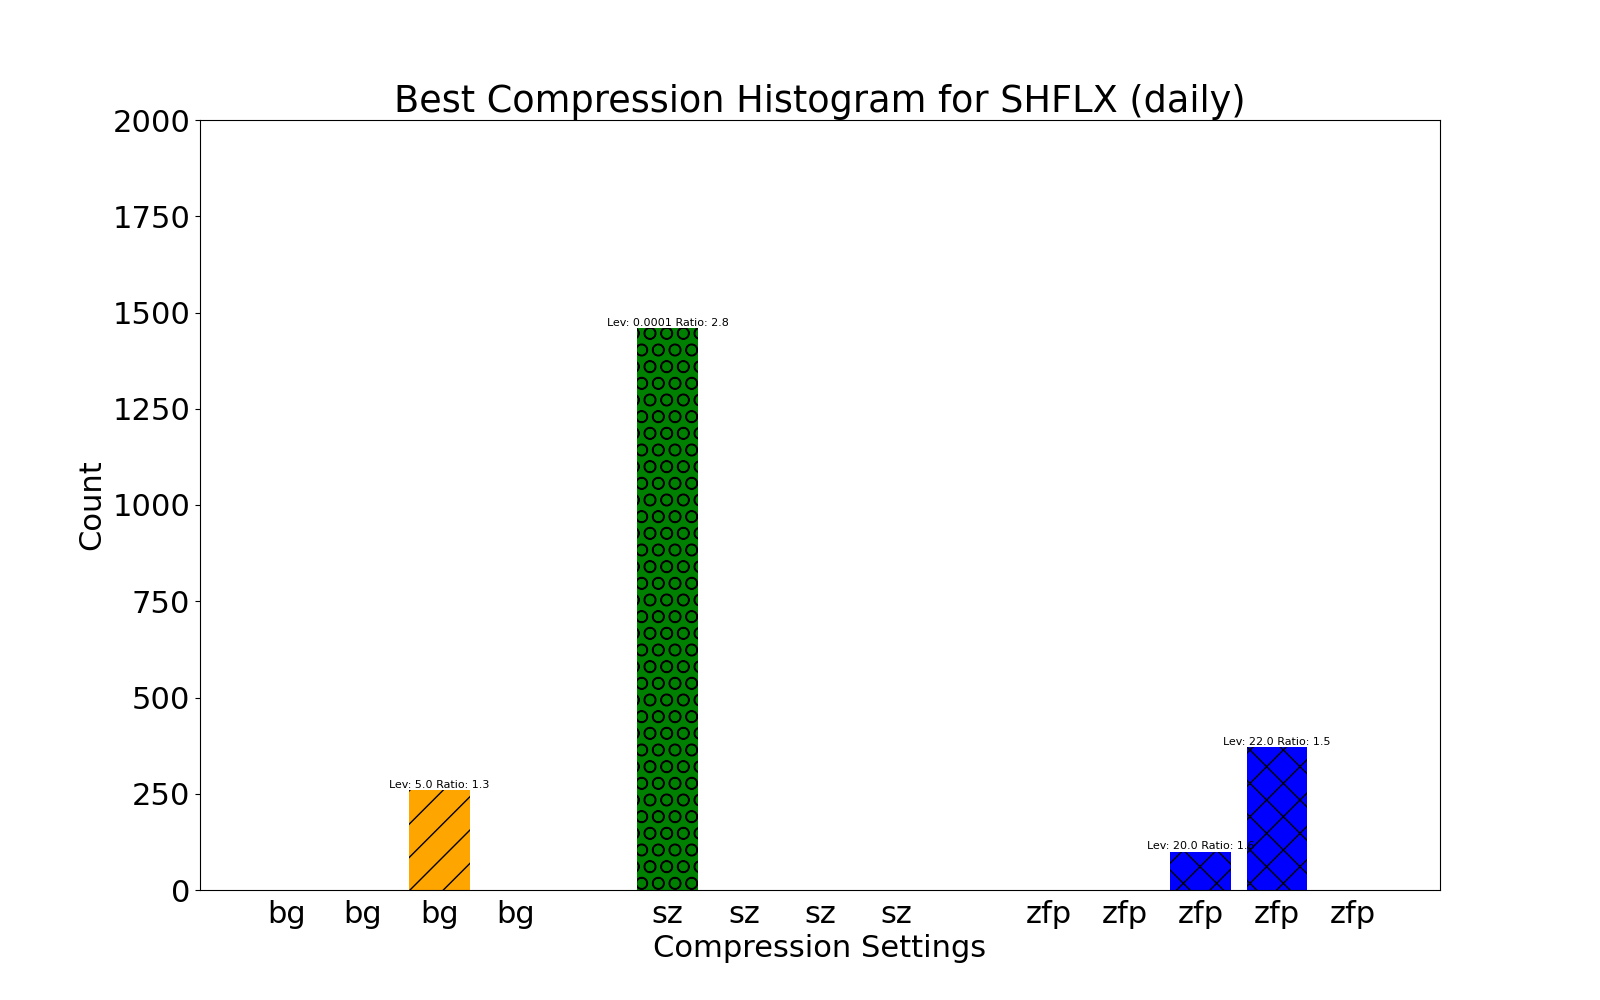 Best Compression Histogram for SHFLX (daily)
2000
1750
1500
1250
1000
750
500
250
0
Count
Lev: 5.0 Ratio: 1.3
Lev: 0.0001 Ratio: 2.8
Lev: 20.0 Ratio: 1.
Lev: 22.0 Ratio: 1.5
bg bg bg bg sz sz sz sz zfp zfp zfp zfp zfp
Compression Settings